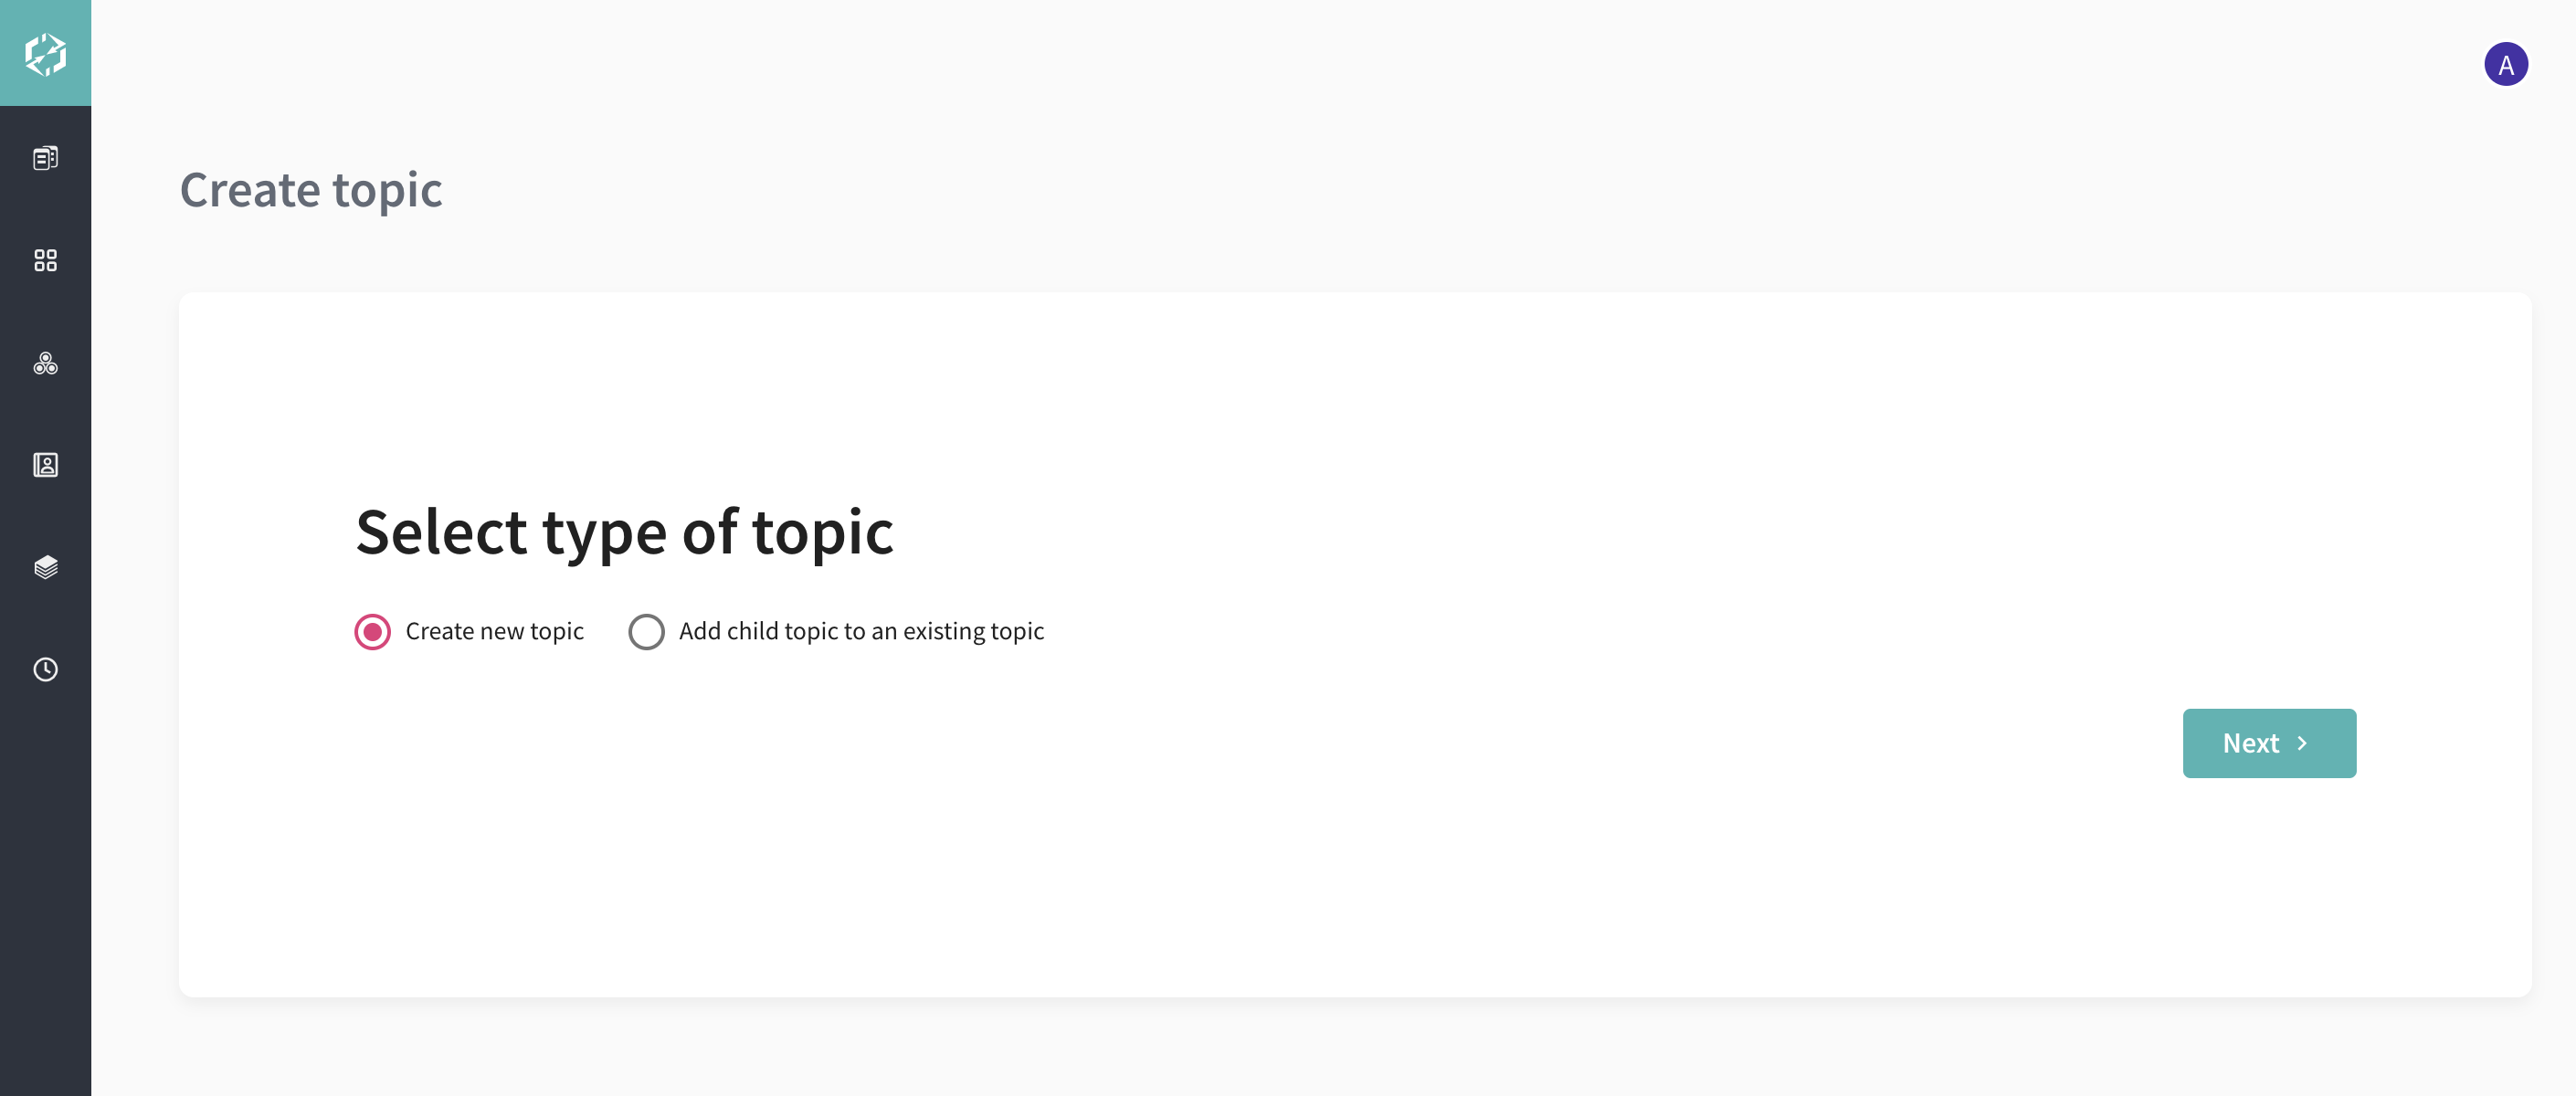 A
Create topic
Select type of topic
Create new topic
Add child topic to an existing topic
Next